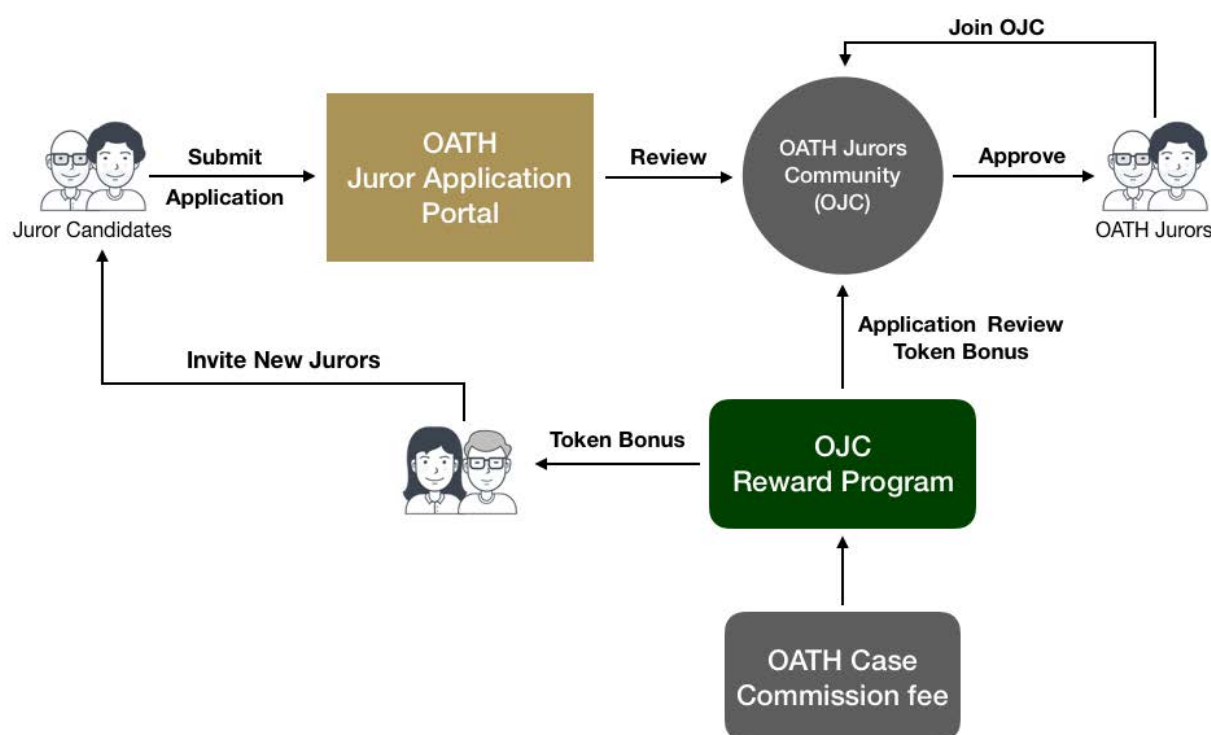 Join OJC
Submit
Application
Juror Candidates
OATH
Juror Application
Portal
Review
OATH Jurors
Community
(OJC)
Approve
OATH Jurors
Application Review
Token Bonus
Invite New Jurors
Token Bonus
OJC
Reward Program
OATH Case
Commission fee